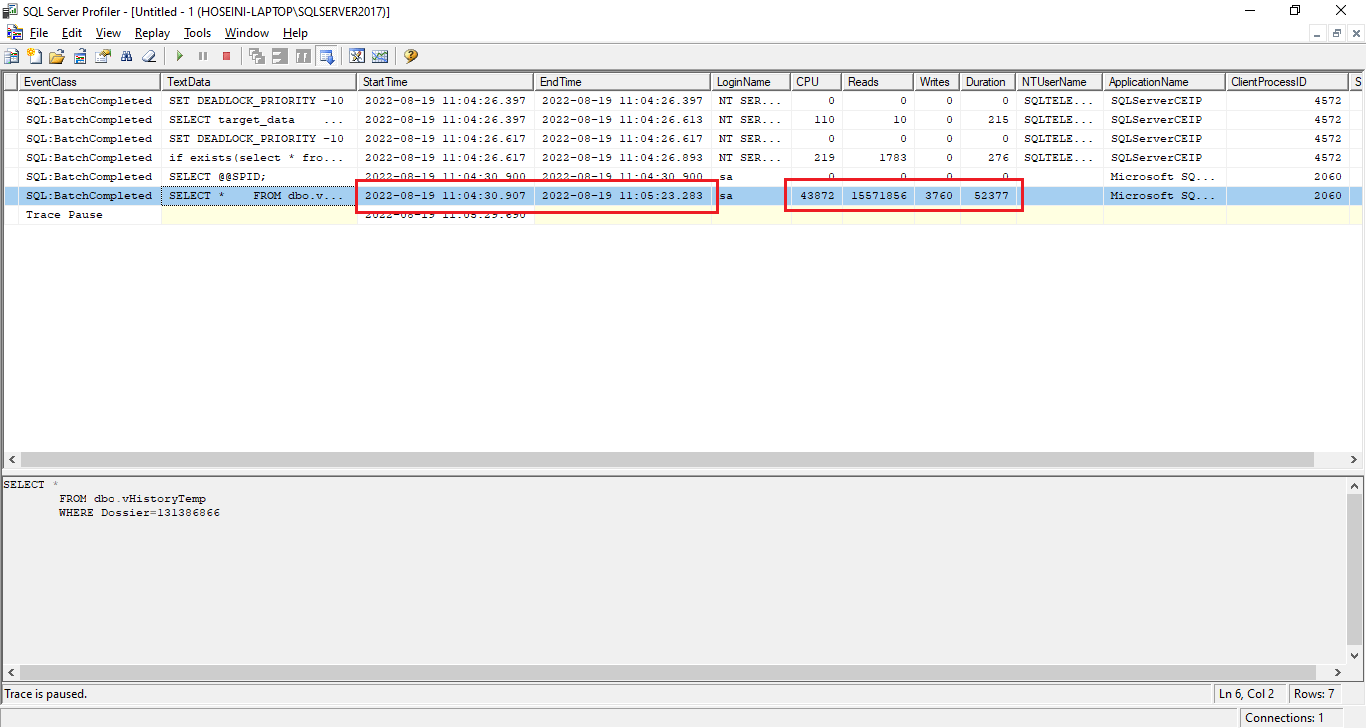 SQL Server Profiler - [Untitled - 1 (HOSEINI-LAPTOP\SQLSERVER2017)]
File Edit View Replay Tools Window Help
EventClass TextData StartTime EndTime LoginName CPU Reads Writes Duration NTUserName ApplicationName ClientProcessID S
SQL:BatchCompleted SET DEADLOCK_PRIORITY -10 2022-08-19 11:04:26.397 2022-08-19 11:04:26.397 NT SER... 0 0 0 0 SQLTELE... SQLServerCEIP 4572
SQL:BatchCompleted SELECT target_data ... 2022-08-19 11:04:26.397 2022-08-19 11:04:26.613 NT SER... 110 10 0 215 SQLTELE... SQLServerCEIP 4572
SQL:BatchCompleted SET DEADLOCK_PRIORITY -10 2022-08-19 11:04:26.617 2022-08-19 11:04:26.617 NT SER... 0 0 0 0 SQLTELE... SQLServerCEIP 4572
SQL:BatchCompleted if exists(select * fro... 2022-08-19 11:04:26.617 2022-08-19 11:04:26.893 NT SER... 219 1783 0 276 SQLTELE... SQLServerCEIP 4572
SQL:BatchCompleted SELECT @@SPID; 2022-08-19 11:04:30.900 2022-08-19 11:04:30.900 sa 0 0 0 0 Microsoft SQ... 2060
SQL:BatchCompleted SELECT * FROM dbo.v... 2022-08-19 11:04:30.907 2022-08-19 11:05:23.283 sa 43872 15571856 3760 52377 Microsoft SQ... 2060
Trace Pause 2022-08-19 11:05:29.690
SELECT *
FROM dbo.vHistoryTemp
WHERE Dossier=131386866
Trace is paused. Ln 6, Col 2 Rows: 7
Connections: 1